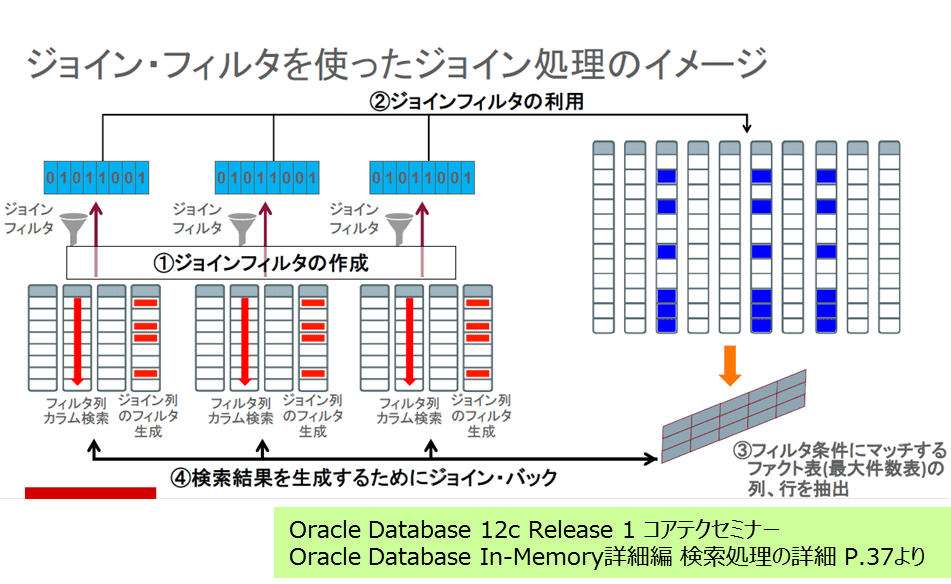 ジョイン・フィルタを使ったジョイン処理のイメージ
②ジョインフィルタの利用
01011001
01011001
01011001
ジョイン
フィルタ
ジョイン
フィルタ
ジョイン
フィルタ
①ジョインフィルタの作成
フィルタ列
カラム検索
ジョイン列
のフィルタ
生成
フィルタ列
カラム検索
ジョイン列
のフィルタ
生成
フィルタ列
カラム検索
ジョイン列
のフィルタ
生成
③フィルタ条件にマッチする
ファクト表(最大件数表)の
列、行を抽出
④検索結果を生成するためにジョイン・バック
Oracle Database 12c Release 1 コアテクセミナー
Oracle Database In-Memory詳細編 検索処理の詳細 P.37より